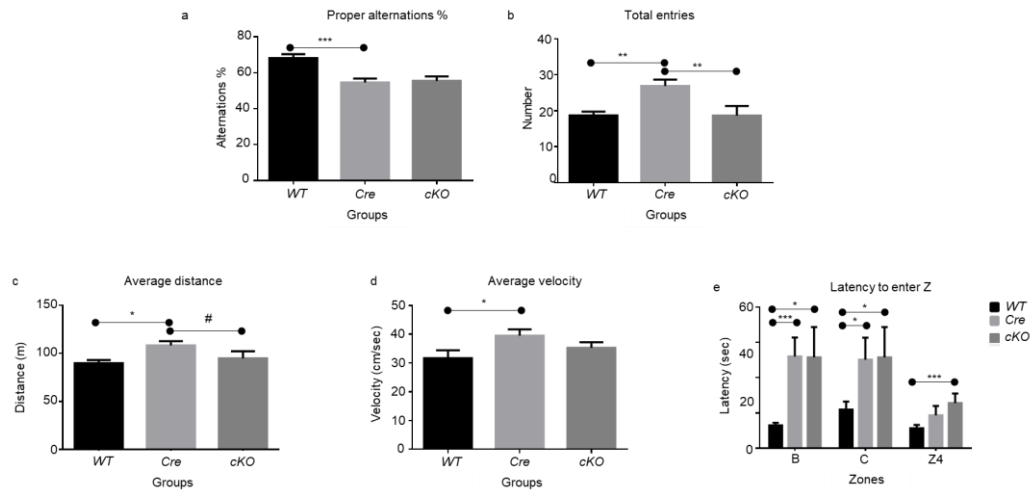 a Proper alternations %
Alternations %
80
60
40
20
0
***
WT Cre cKO
Groups
b Total entries
Number
40
30
20
10
0
**
**
WT Cre cKO
Groups
c Average distance
Distance (m)
150
100
50
0
*
#
WT Cre cKO
Groups
d Average velocity
Velocity (cm/sec)
50
40
30
20
10
0
*
WT Cre cKO
Groups
e Latency to enter Z
Latency (sec)
60
40
20
0
*
***
*
*
***
B C Z4
Zones
WT
Cre
cKO